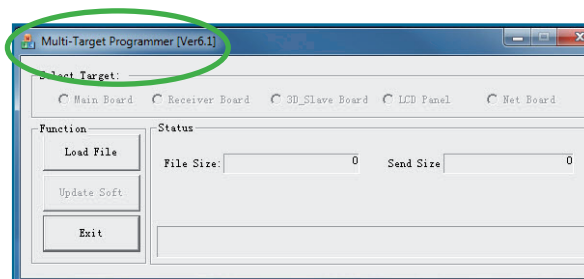 Multi-Target Programmer [Ver6.1]
Select Target:
Main Board Receiver Board 3D_Slave Board LCD Panel Net Board
Function
Status
Load File
File Size: 0 Send Size 0
Update Soft
Exit